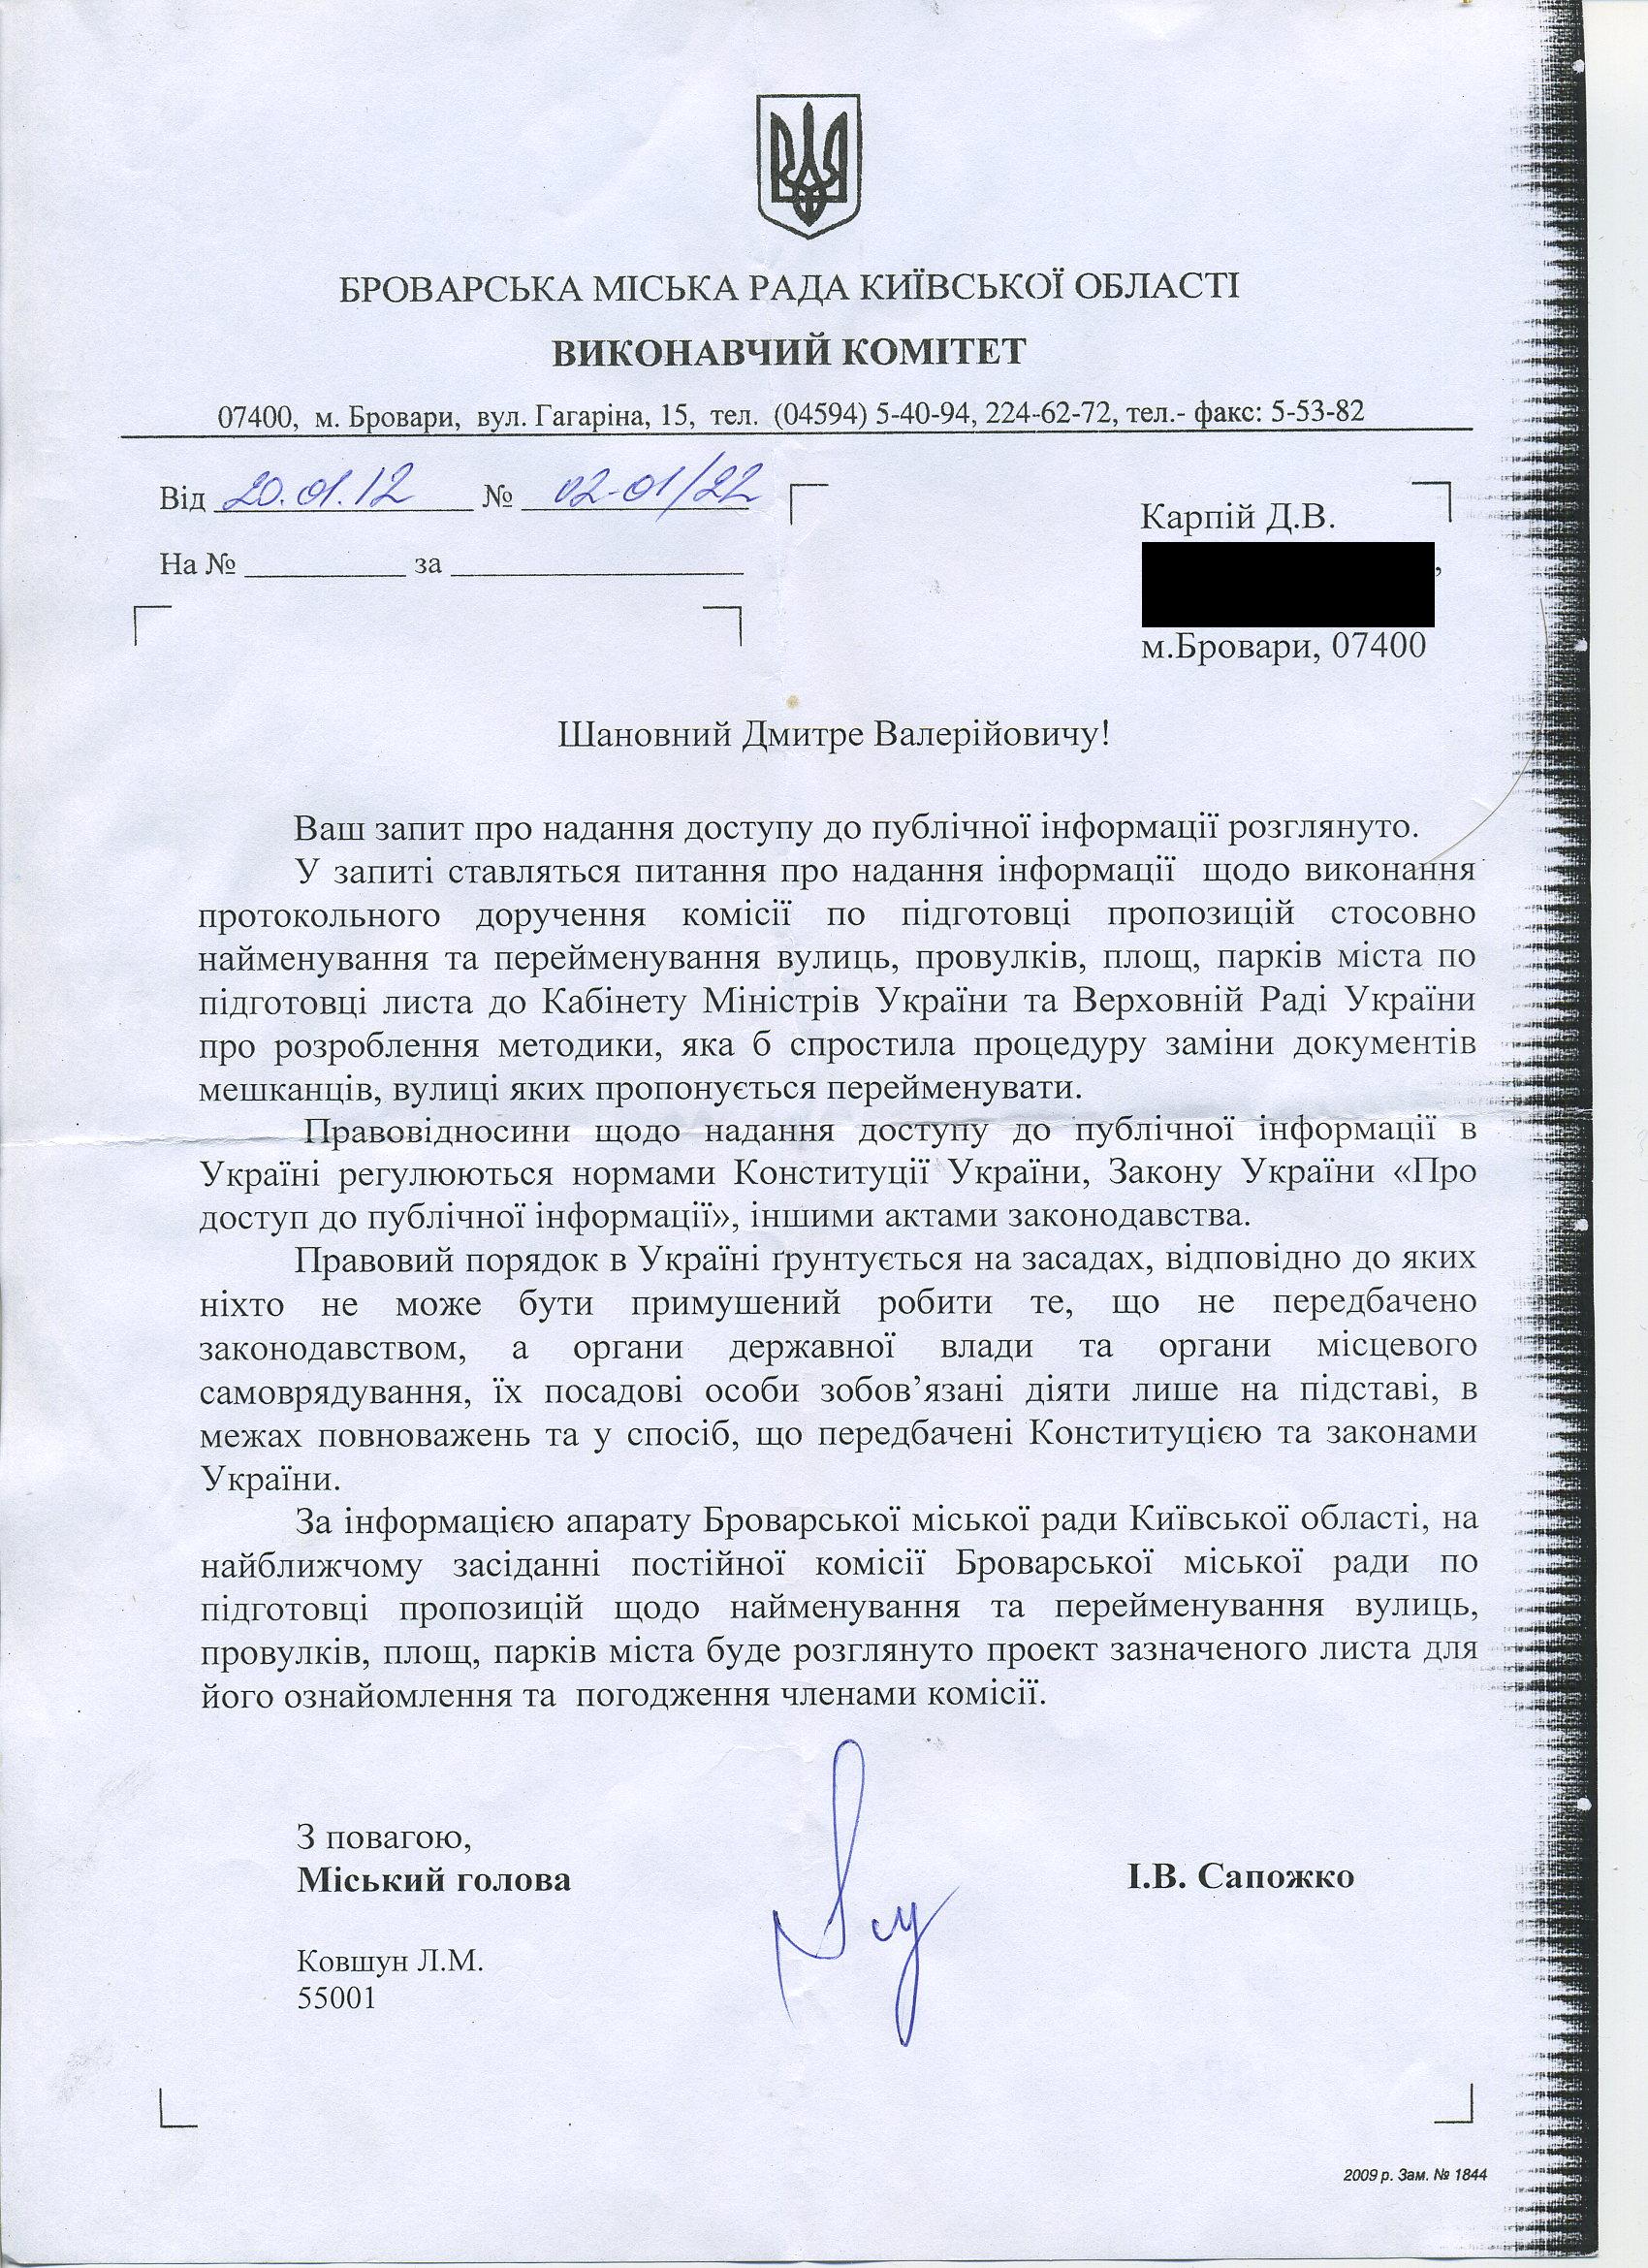 БРОВАРСЬКА МІСЬКА РАДА КИЇВСЬКОЇ ОБЛАСТІ
ВИКОНАВЧИЙ КОМІТЕТ
07400, м. Бровари, вул. Гагаріна, 15, тел. (04594) 5-40-94, 224-62-72, тел.- факс: 5-53-82
Від 20.01.12 № 02-01/22
На № __________ за __________________
Карпій Д.В.
,
м.Бровари, 07400
Шановний Дмитре Валерійовичу!
Ваш запит про надання доступу до публічної інформації розглянуто.
У запиті ставляться питання про надання інформації щодо виконання
протокольного доручення комісії по підготовці пропозицій стосовно
найменування та перейменування вулиць, провулків, площ, парків міста по
підготовці листа до Кабінету Міністрів України та Верховній Раді України
про розроблення методики, яка б спростила процедуру заміни документів
мешканців, вулиці яких пропонується перейменувати.
Правовідносини щодо надання доступу до публічної інформації в
Україні регулюються нормами Конституції України, Закону України «Про
доступ до публічної інформації», іншими актами законодавства.
Правовий порядок в Україні ґрунтується на засадах, відповідно до яких
ніхто не може бути примушений робити те, що не передбачено
законодавством, а органи державної влади та органи місцевого
самоврядування, їх посадові особи зобов’язані діяти лише на підставі, в
межах повноважень та у спосіб, що передбачені Конституцією та законами
України.
За інформацією апарату Броварської міської ради Київської області, на
найближчому засіданні постійної комісії Броварської міської ради по
підготовці пропозицій щодо найменування та перейменування вулиць,
провулків, площ, парків міста буде розглянуто проект зазначеного листа для
його ознайомлення та погодження членами комісії.
З повагою,
Міський голова І.В. Сапожко
Ковшун Л.М.
55001
2009 р. Зам. № 1844